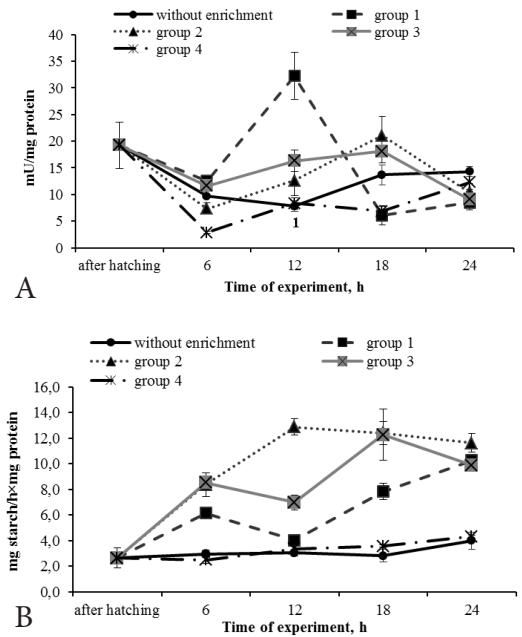 without enrichment
group 1
group 2
group 3
group 4
40
35
30
25
20
15
10
5
0
mU/mg protein
1
after hatching 6 12 18 24
Time of experiment, h
A
without enrichment
group 1
group 2
group 3
group 4
16,0
14,0
12,0
10,0
8,0
6,0
4,0
2,0
0,0
mg starch/h×mg protein
after hatching 6 12 18 24
Time of experiment, h
B